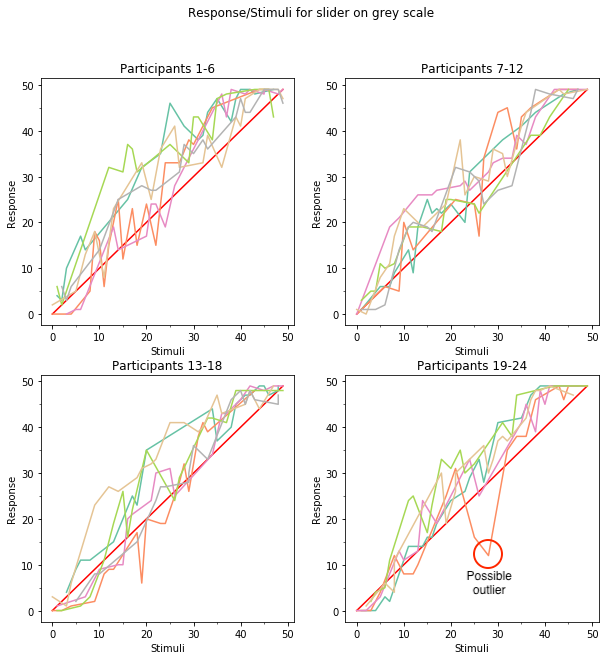 Response/Stimuli for slider on grey scale
Participants 1-6
50
40
30
20
10
0
Response
0 10 20 30 40 50
Stimuli
Participants 7-12
50
40
30
20
10
0
Response
0 10 20 30 40 50
Stimuli
Participants 13-18
50
40
30
20
10
0
Response
0 10 20 30 40 50
Stimuli
Participants 19-24
50
40
30
20
10
0
Response
Possible
outlier
0 10 20 30 40 50
Stimuli